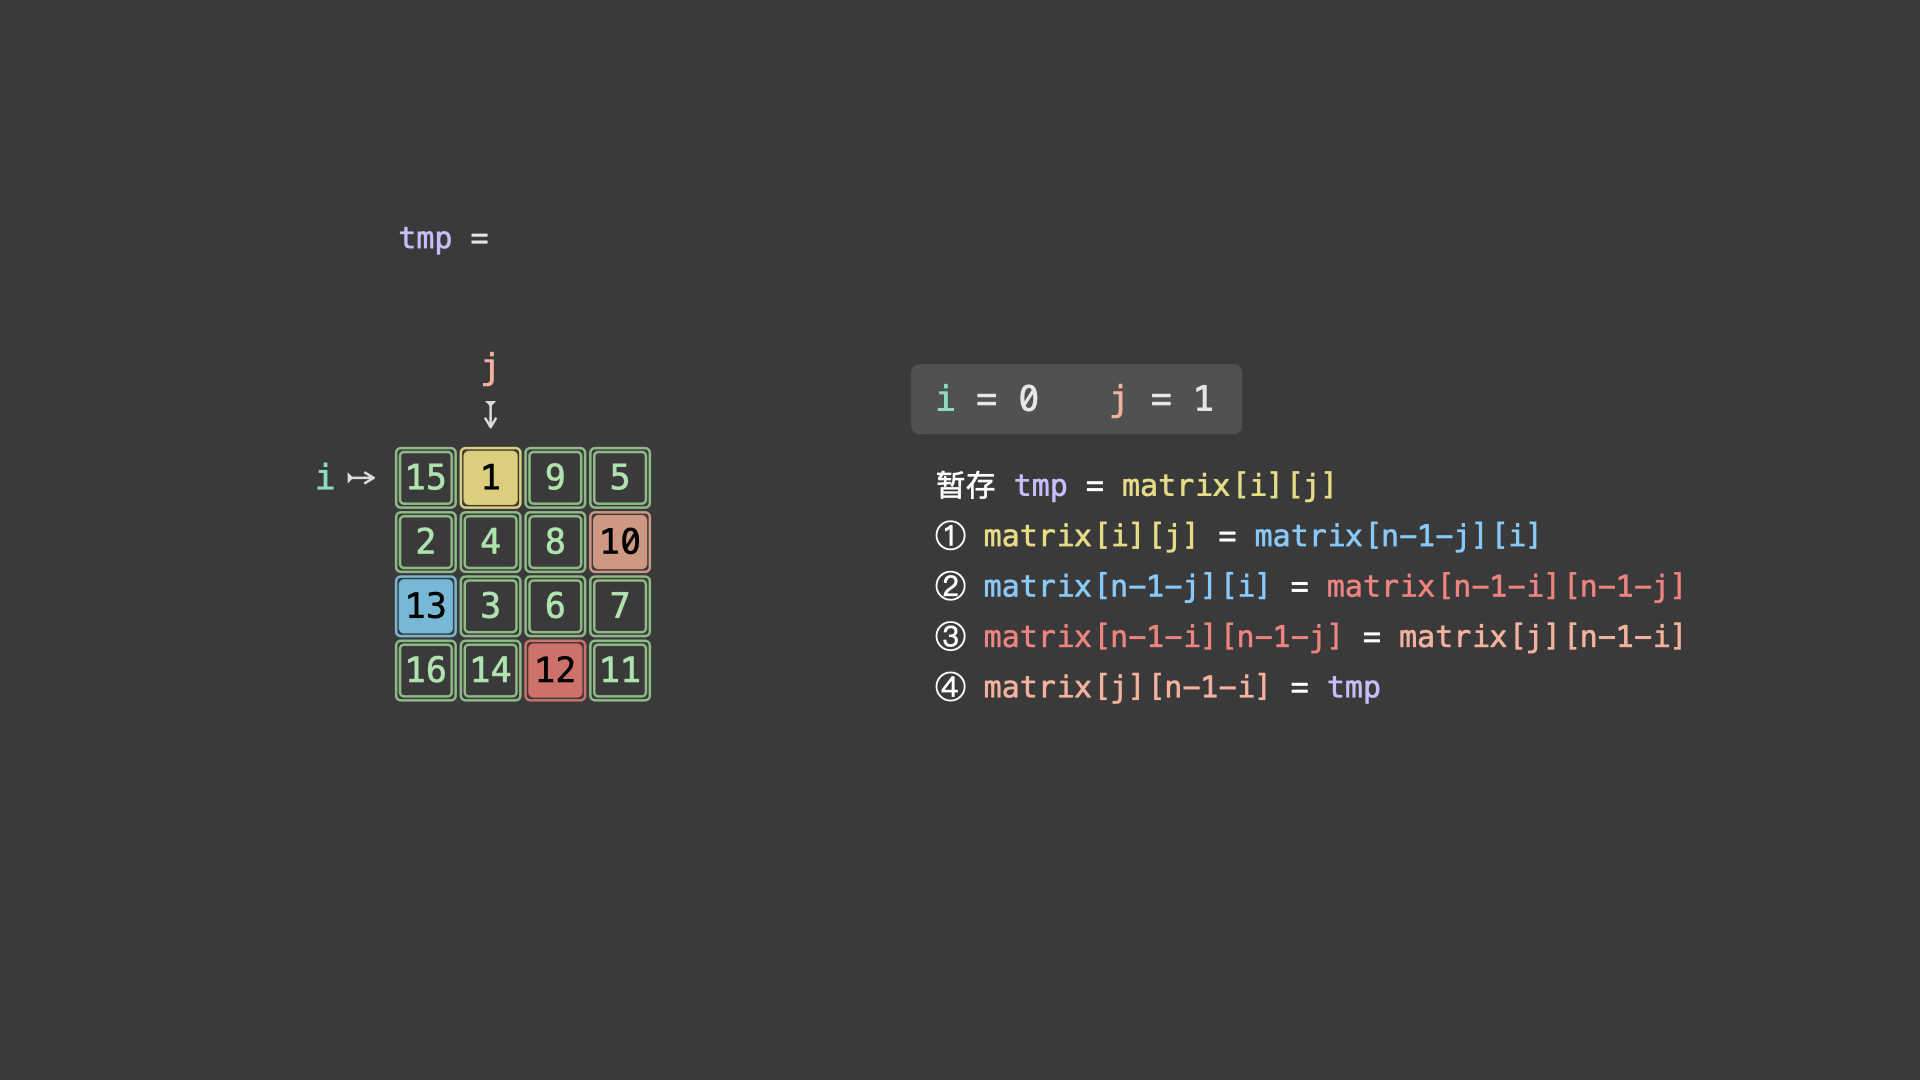 tmp =
j
i = 0 j = 1
i 15 1 9 5
2 4 8 10
13 3 6 7
16 14 12 11
暂存 tmp = matrix[i][j]
① matrix[i][j] = matrix[n-1-j][i]
② matrix[n-1-j][i] = matrix[n-1-i][n-1-j]
③ matrix[n-1-i][n-1-j] = matrix[j][n-1-i]
④ matrix[j][n-1-i] = tmp